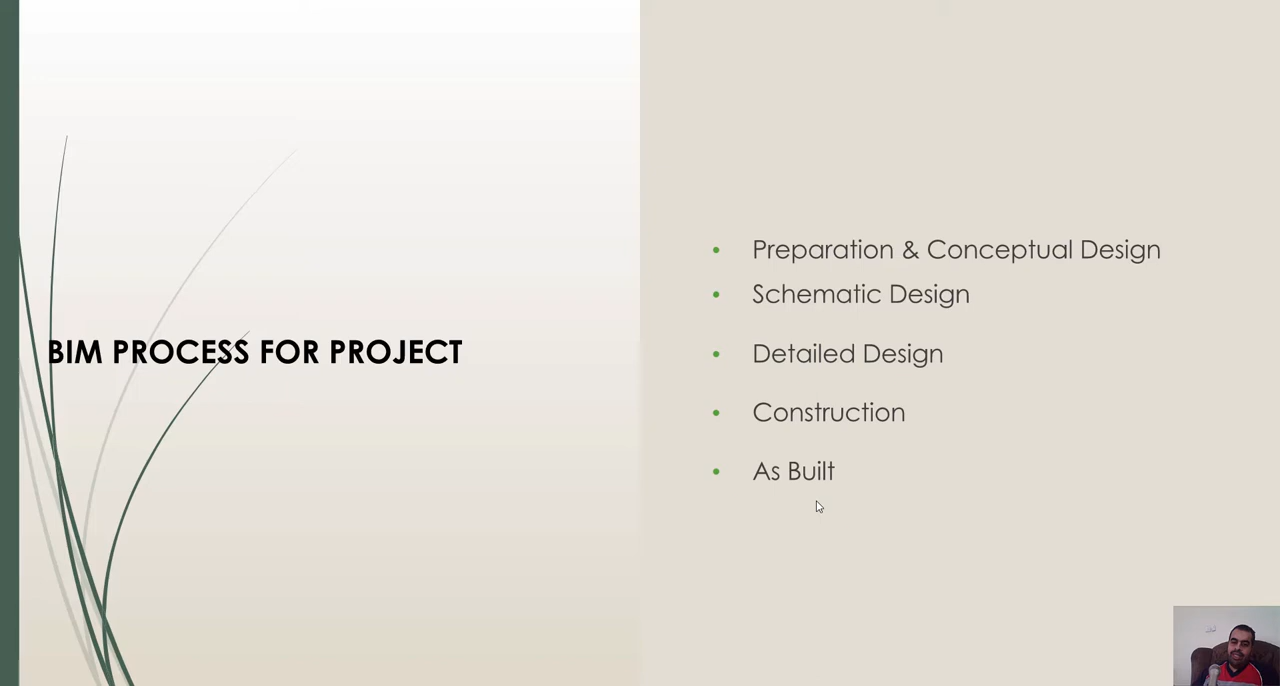 BIM PROCESS FOR PROJECT
• Preparation & Conceptual Design
• Schematic Design
• Detailed Design
• Construction
• As Built